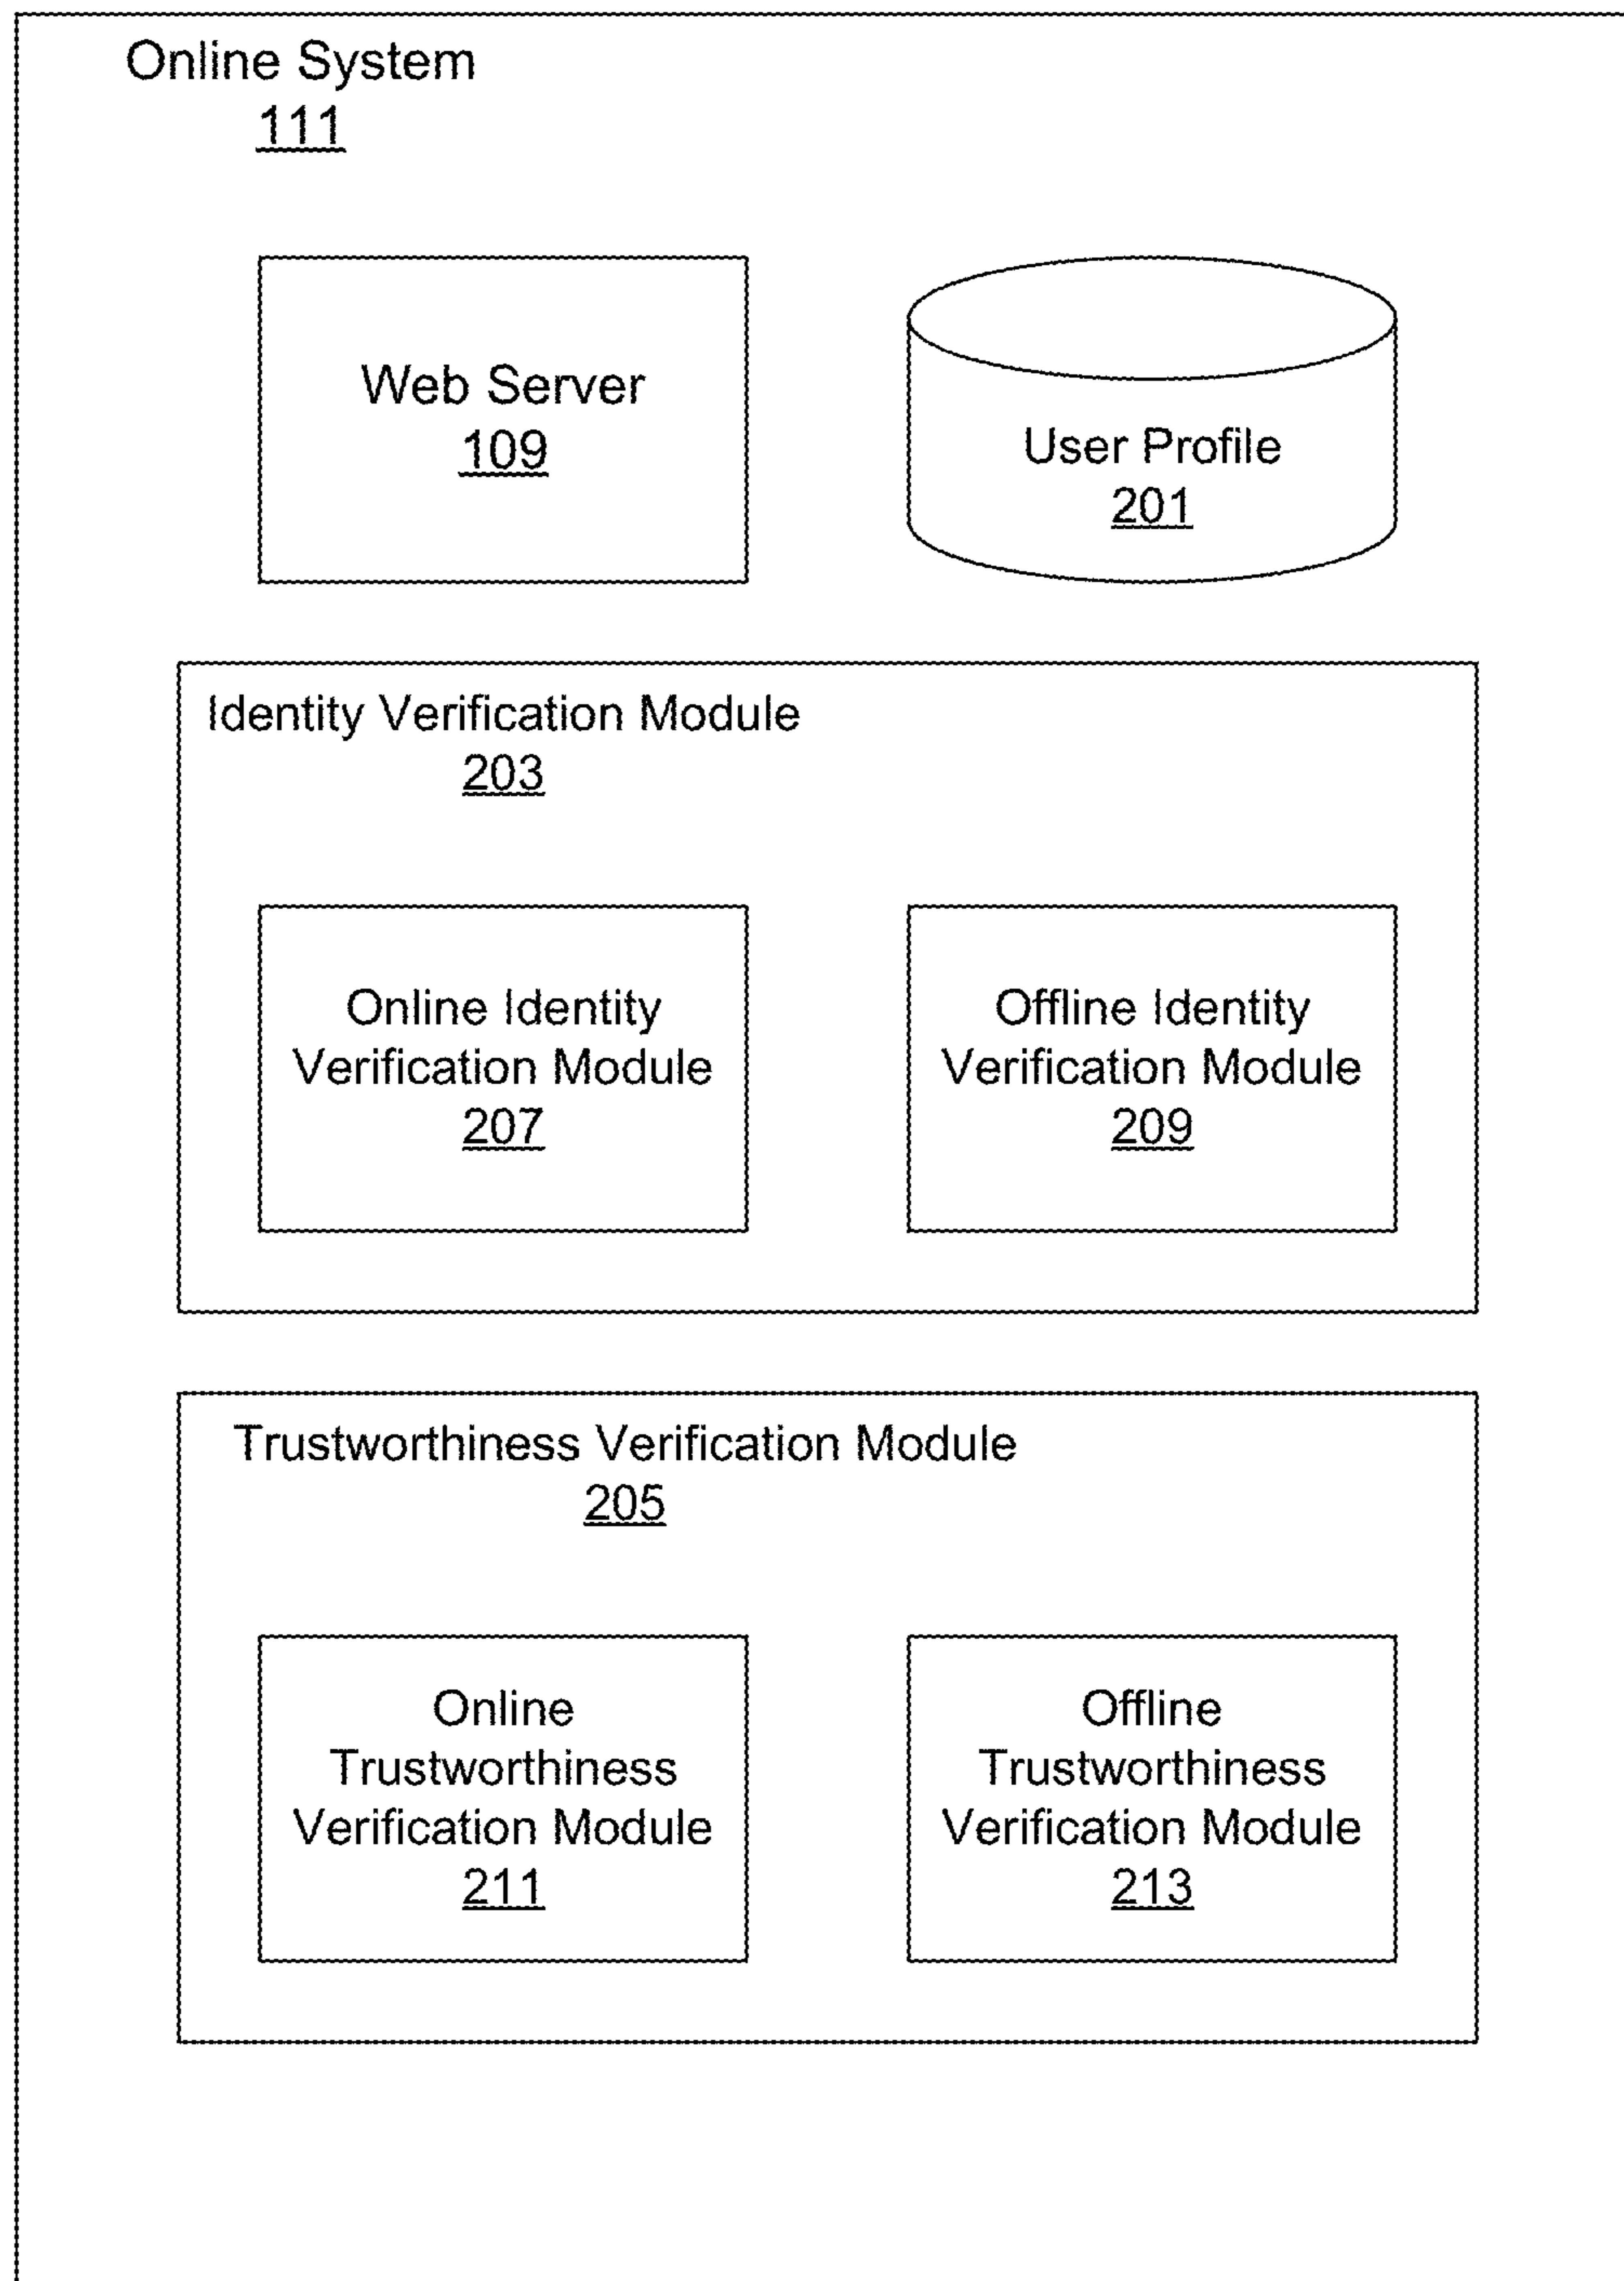 Online System
111
Web Server
109
User Profile
201
Identity Verification Module
203
Online Identity
Verification Module
207
Offline Identity
Verification Module
209
Trustworthiness Verification Module
205
Online
Trustworthiness
Verification Module
211
Offline
Trustworthiness
Verification Module
213